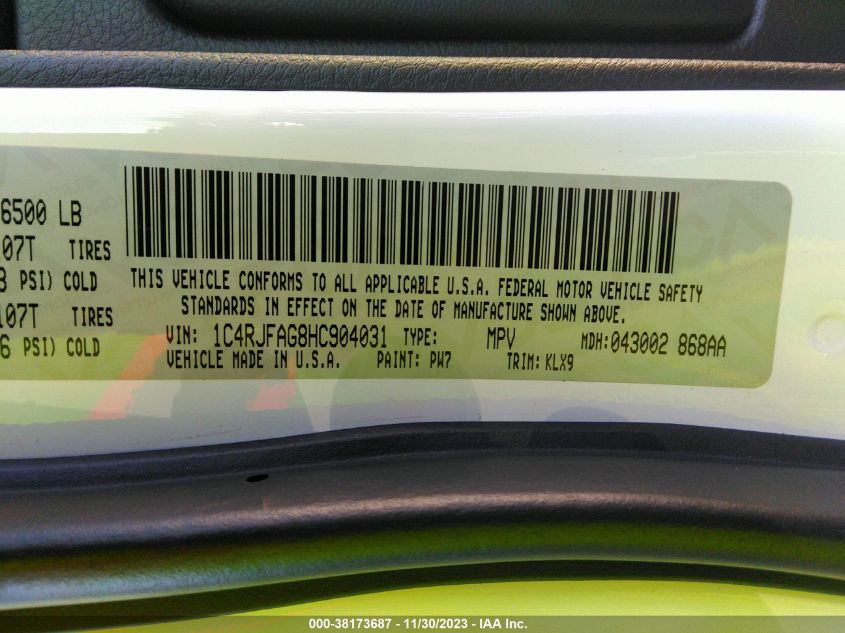 6500 LB
07T TIRES
PSI) COLD
107T TIRES
6 PSI) COLD
THIS VEHICLE CONFORMS TO ALL APPLICABLE U.S.A. FEDERAL MOTOR VEHICLE SAFETY
STANDARDS IN EFFECT ON THE DATE OF MANUFACTURE SHOWN ABOVE.
VIN: 1C4RJFAG8HC904031 TYPE: MPV MDH:043002 868AA
VEHICLE MADE IN U.S.A. PAINT: PW7 TRIM: KLX9
000-38173687 - 11/30/2023 - IAA Inc.